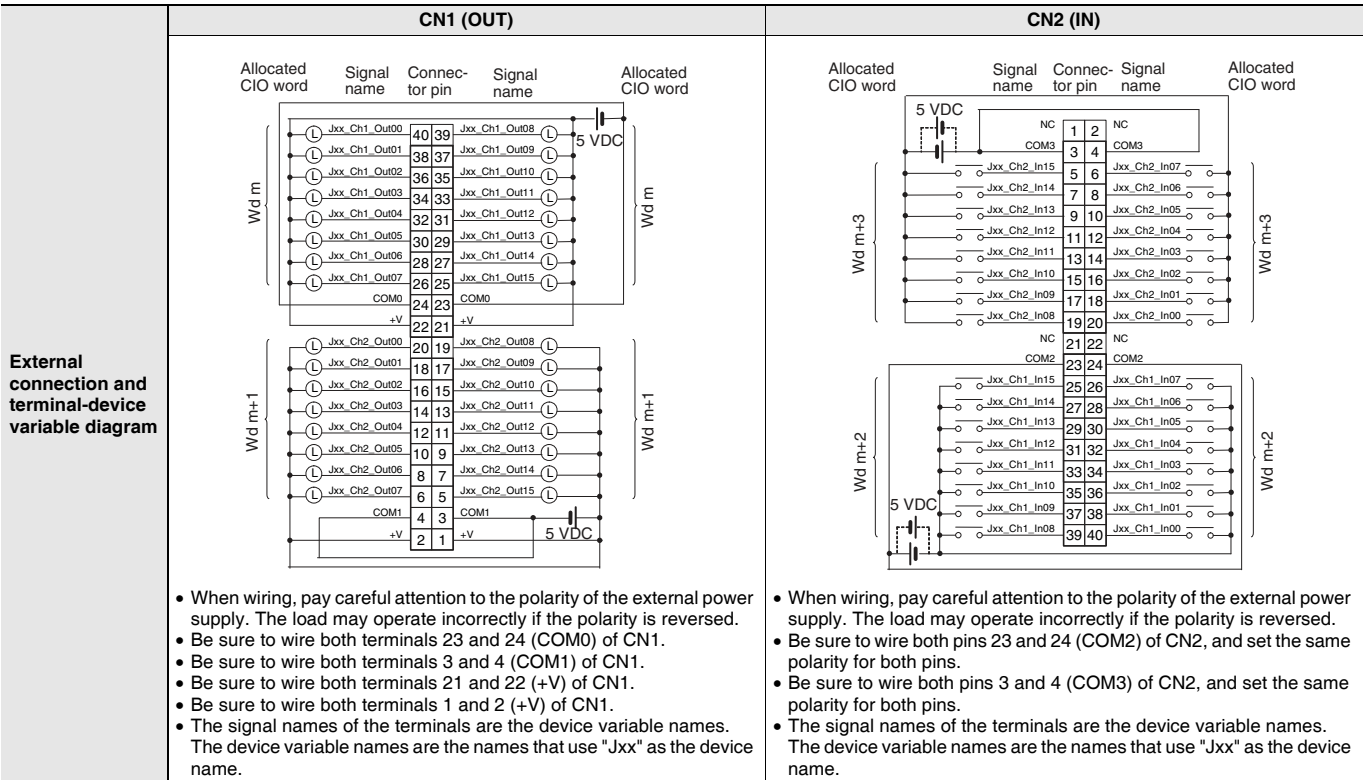 CN1 (OUT)
CN2 (IN)
External
connection and
terminal-device
variable diagram
Allocated
CIO word
Signal
name
Connec-
tor pin
Signal
name
Allocated
CIO word
5 VDC
Wd m
Wd m
L Jxx_Ch1_Out00 40 39 Jxx_Ch1_Out08 L
L Jxx_Ch1_Out01 38 37 Jxx_Ch1_Out09 L
L Jxx_Ch1_Out02 36 35 Jxx_Ch1_Out10 L
L Jxx_Ch1_Out03 34 33 Jxx_Ch1_Out11 L
L Jxx_Ch1_Out04 32 31 Jxx_Ch1_Out12 L
L Jxx_Ch1_Out05 30 29 Jxx_Ch1_Out13 L
L Jxx_Ch1_Out06 28 27 Jxx_Ch1_Out14 L
L Jxx_Ch1_Out07 26 25 Jxx_Ch1_Out15 L
COM0 24 23 COM0
+V 22 21 +V
Wd m+1
Wd m+1
L Jxx_Ch2_Out00 20 19 Jxx_Ch2_Out08 L
L Jxx_Ch2_Out01 18 17 Jxx_Ch2_Out09 L
L Jxx_Ch2_Out02 16 15 Jxx_Ch2_Out10 L
L Jxx_Ch2_Out03 14 13 Jxx_Ch2_Out11 L
L Jxx_Ch2_Out04 12 11 Jxx_Ch2_Out12 L
L Jxx_Ch2_Out05 10 9 Jxx_Ch2_Out13 L
L Jxx_Ch2_Out06 8 7 Jxx_Ch2_Out14 L
L Jxx_Ch2_Out07 6 5 Jxx_Ch2_Out15 L
COM1 4 3 COM1
+V 2 1 +V
5 VDC
• When wiring, pay careful attention to the polarity of the external power
supply. The load may operate incorrectly if the polarity is reversed.
• Be sure to wire both terminals 23 and 24 (COM0) of CN1.
• Be sure to wire both terminals 3 and 4 (COM1) of CN1.
• Be sure to wire both terminals 21 and 22 (+V) of CN1.
• Be sure to wire both terminals 1 and 2 (+V) of CN1.
• The signal names of the terminals are the device variable names.
The device variable names are the names that use "Jxx" as the device
name.
Allocated
CIO word
Signal
name
Connec-
tor pin
Signal
name
Allocated
CIO word
5 VDC
NC 1 2 NC
COM3 3 4 COM3
Wd m+3
Wd m+3
Jxx_Ch2_In15 5 6 Jxx_Ch2_In07
Jxx_Ch2_In14 7 8 Jxx_Ch2_In06
Jxx_Ch2_In13 9 10 Jxx_Ch2_In05
Jxx_Ch2_In12 11 12 Jxx_Ch2_In04
Jxx_Ch2_In11 13 14 Jxx_Ch2_In03
Jxx_Ch2_In10 15 16 Jxx_Ch2_In02
Jxx_Ch2_In09 17 18 Jxx_Ch2_In01
Jxx_Ch2_In08 19 20 Jxx_Ch2_In00
NC 21 22 NC
COM2 23 24 COM2
Wd m+2
Wd m+2
Jxx_Ch1_In15 25 26 Jxx_Ch1_In07
Jxx_Ch1_In14 27 28 Jxx_Ch1_In06
Jxx_Ch1_In13 29 30 Jxx_Ch1_In05
Jxx_Ch1_In12 31 32 Jxx_Ch1_In04
Jxx_Ch1_In11 33 34 Jxx_Ch1_In03
Jxx_Ch1_In10 35 36 Jxx_Ch1_In02
Jxx_Ch1_In09 37 38 Jxx_Ch1_In01
Jxx_Ch1_In08 39 40 Jxx_Ch1_In00
5 VDC
• When wiring, pay careful attention to the polarity of the external power
supply. The load may operate incorrectly if the polarity is reversed.
• Be sure to wire both pins 23 and 24 (COM2) of CN2, and set the same
polarity for both pins.
• Be sure to wire both pins 3 and 4 (COM3) of CN2, and set the same
polarity for both pins.
• The signal names of the terminals are the device variable names.
The device variable names are the names that use "Jxx" as the device
name.